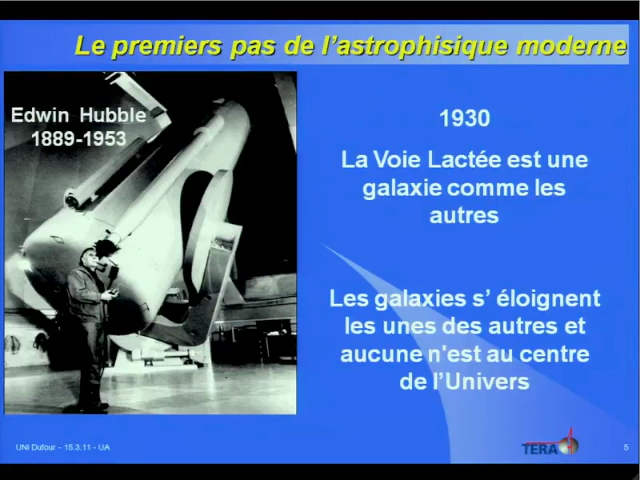 Le premiers pas de l'astrophisique moderne
Edwin Hubble
1889-1953
1930
La Voie Lactée est une
galaxie comme les
autres
Les galaxies s' éloignent
les unes des autres et
aucune n'est au centre
de l'Univers
UNI Dufour - 15.3.11 - UA
TERA
5